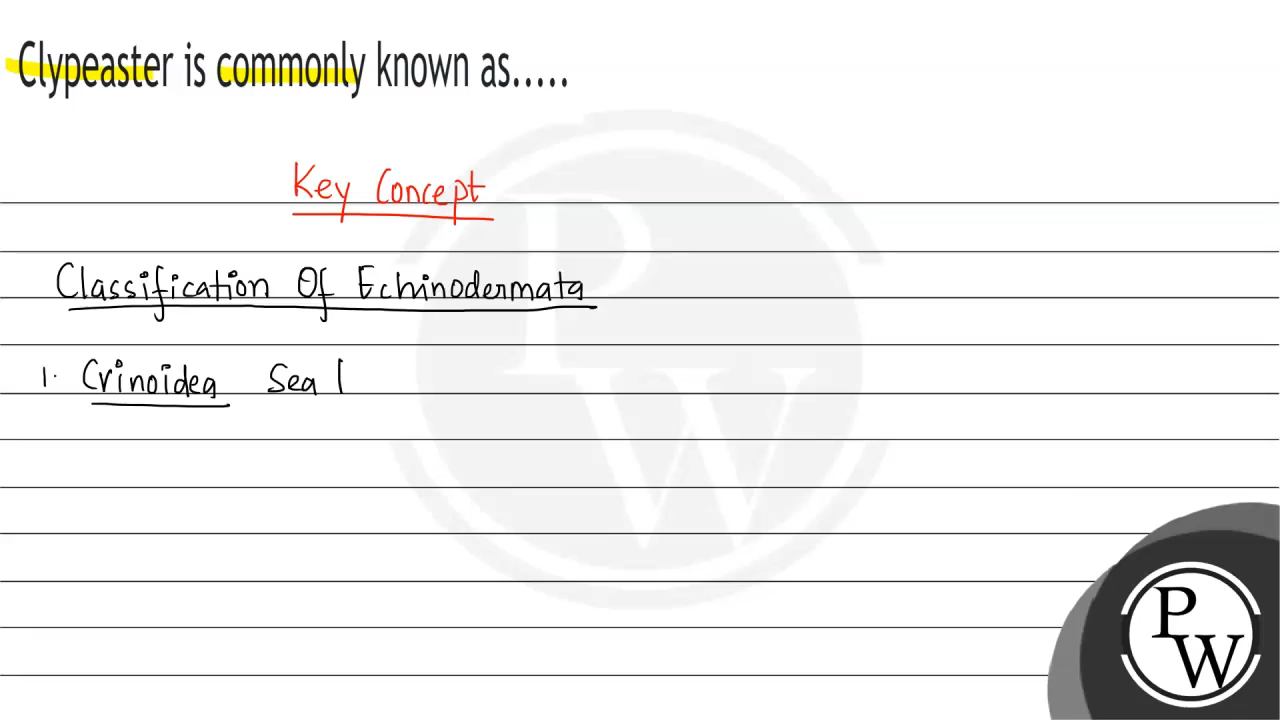 Clypeaster is commonly known as.....
Key Concept
Classification Of Echinodermata
1. Crinoidea Sea
P
W
P
W